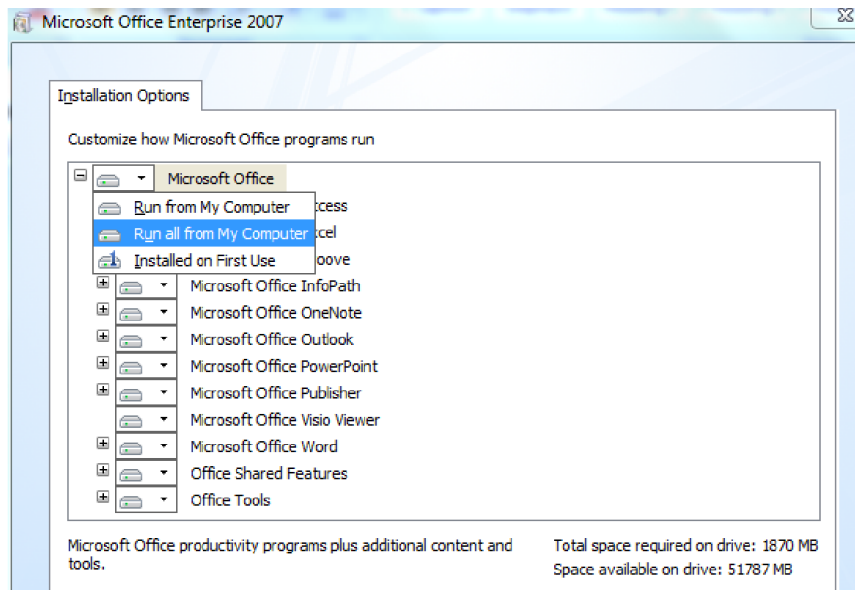 Microsoft Office Enterprise 2007
Installation Options
Customize how Microsoft Office programs run
Microsoft Office
Run from My Computer
Run all from My Computer
Installed on First Use
Microsoft Office InfoPath
Microsoft Office OneNote
Microsoft Office Outlook
Microsoft Office PowerPoint
Microsoft Office Publisher
Microsoft Office Visio Viewer
Microsoft Office Word
Office Shared Features
Office Tools
Microsoft Office productivity programs plus additional content and
tools.
Total space required on drive: 1870 MB
Space available on drive: 51787 MB